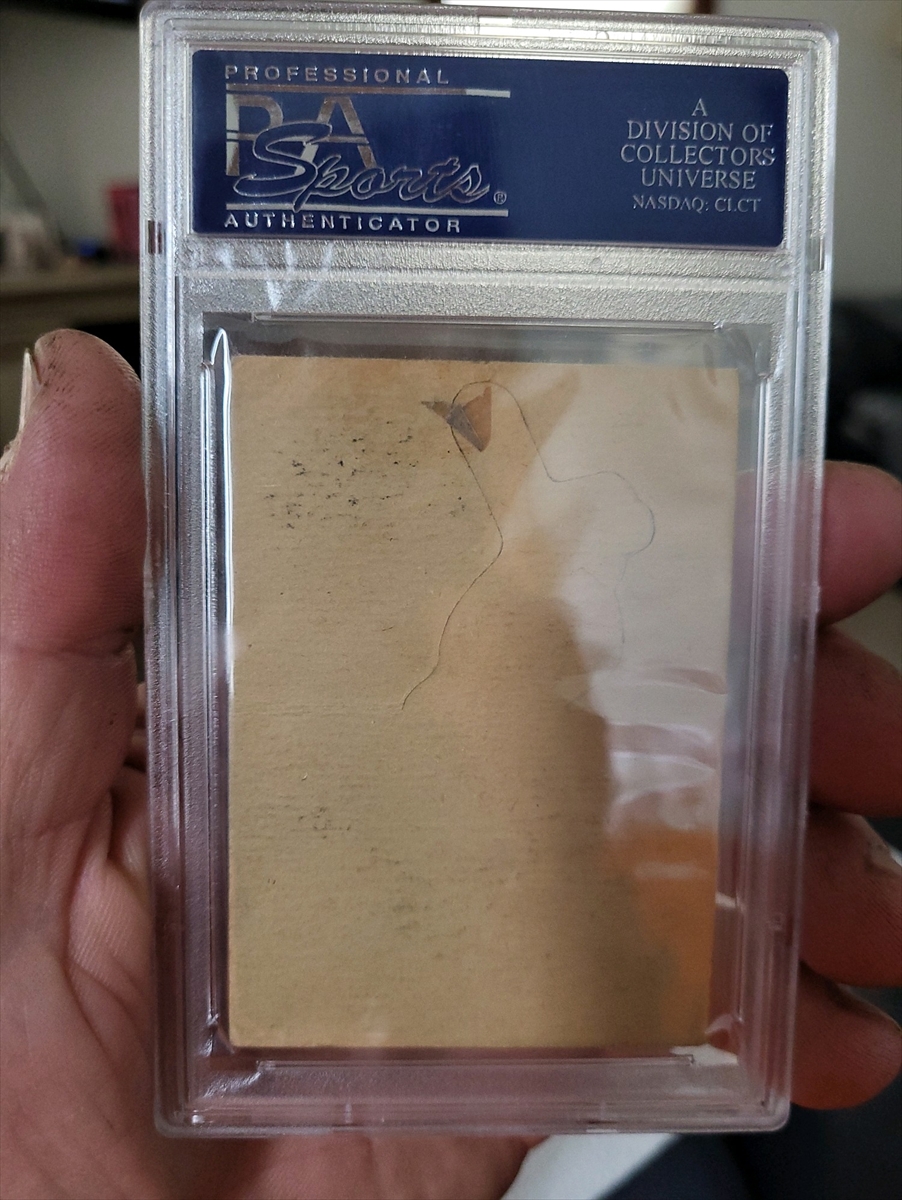 PROFESSIONAL
PSA
Sports®
AUTHENTICATOR
A
DIVISION OF
COLLECTORS
UNIVERSE
NASDAQ: CLCT